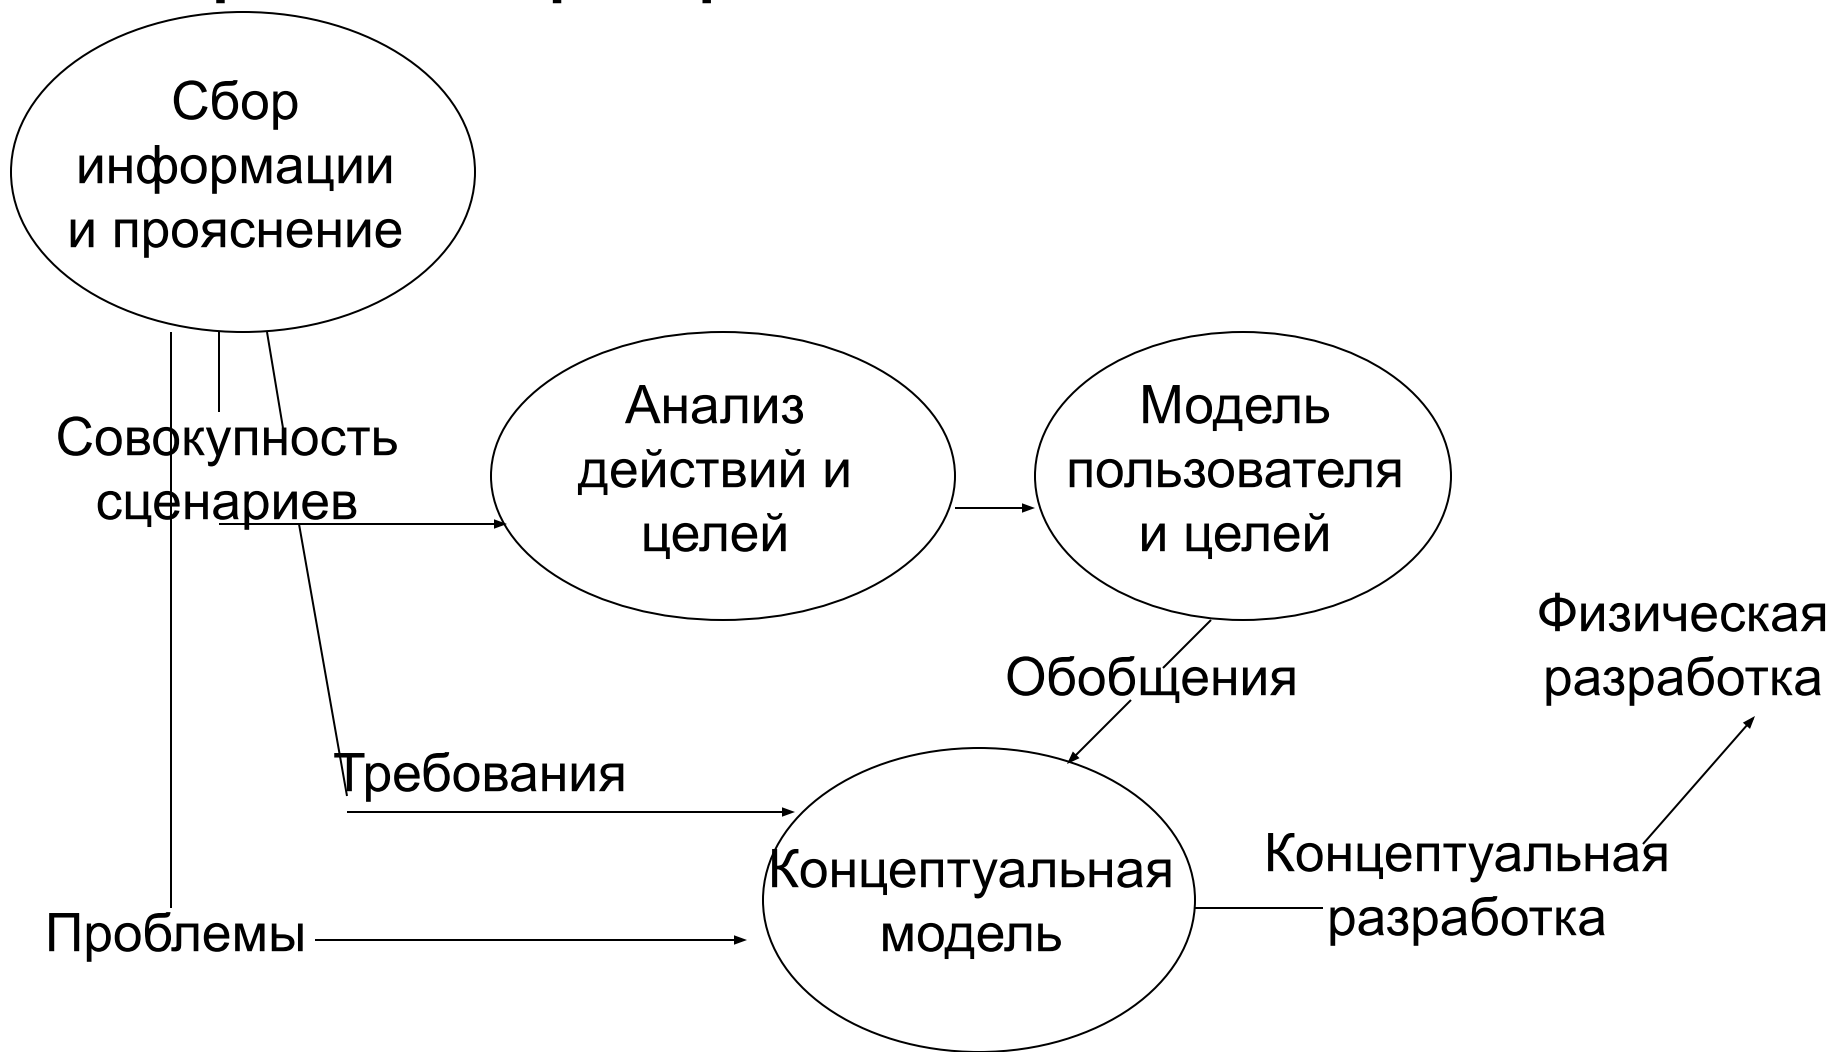 Сбор
информации
и прояснение
Совокупность
сценариев
Анализ
действий и
целей
Модель
пользователя
и целей
Обобщения
Физическая
разработка
Требования
Концептуальная
модель
Концептуальная
разработка
Проблемы